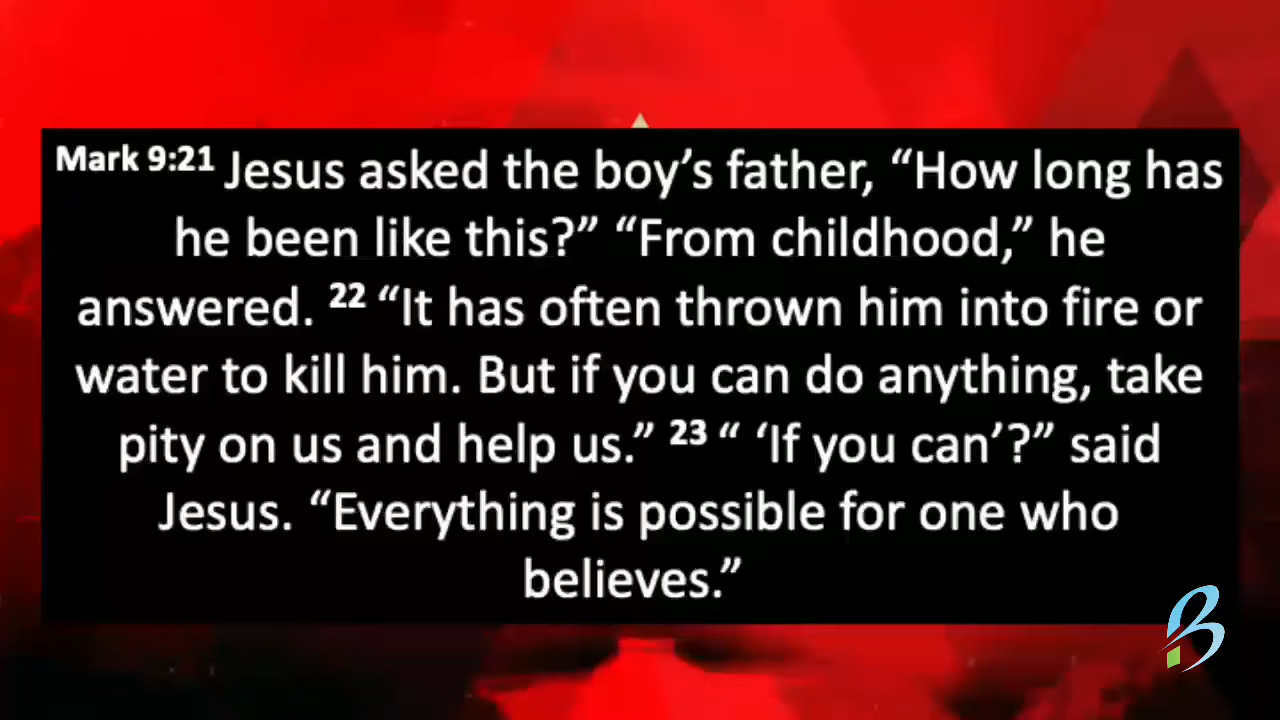 Mark 9:21 Jesus asked the boy’s father, “How long has
he been like this?” “From childhood,” he
answered. 22 “It has often thrown him into fire or
water to kill him. But if you can do anything, take
pity on us and help us.” 23 “ ‘If you can’?” said
Jesus. “Everything is possible for one who
believes.”
B